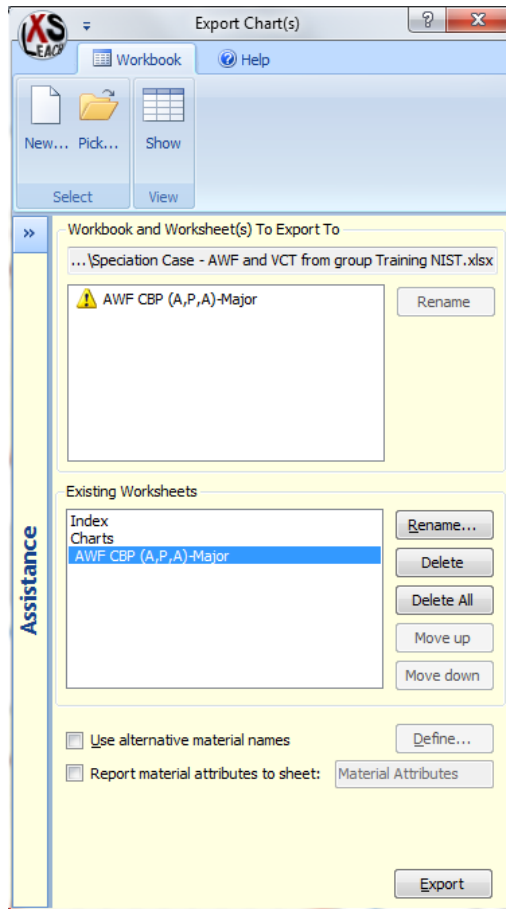 XS
LEACH
Export Chart(s)
Workbook Help
New... Pick... Show
Select View
Workbook and Worksheet(s) To Export To
...\Speciation Case - AWF and VCT from group Training NIST.xlsx
AWF CBP (A,P,A)-Major
Rename
Existing Worksheets
Index
Charts
AWF CBP (A,P,A)-Major
Rename...
Delete
Delete All
Move up
Move down
Assistance
Use alternative material names
Define...
Report material attributes to sheet: Material Attributes
Export